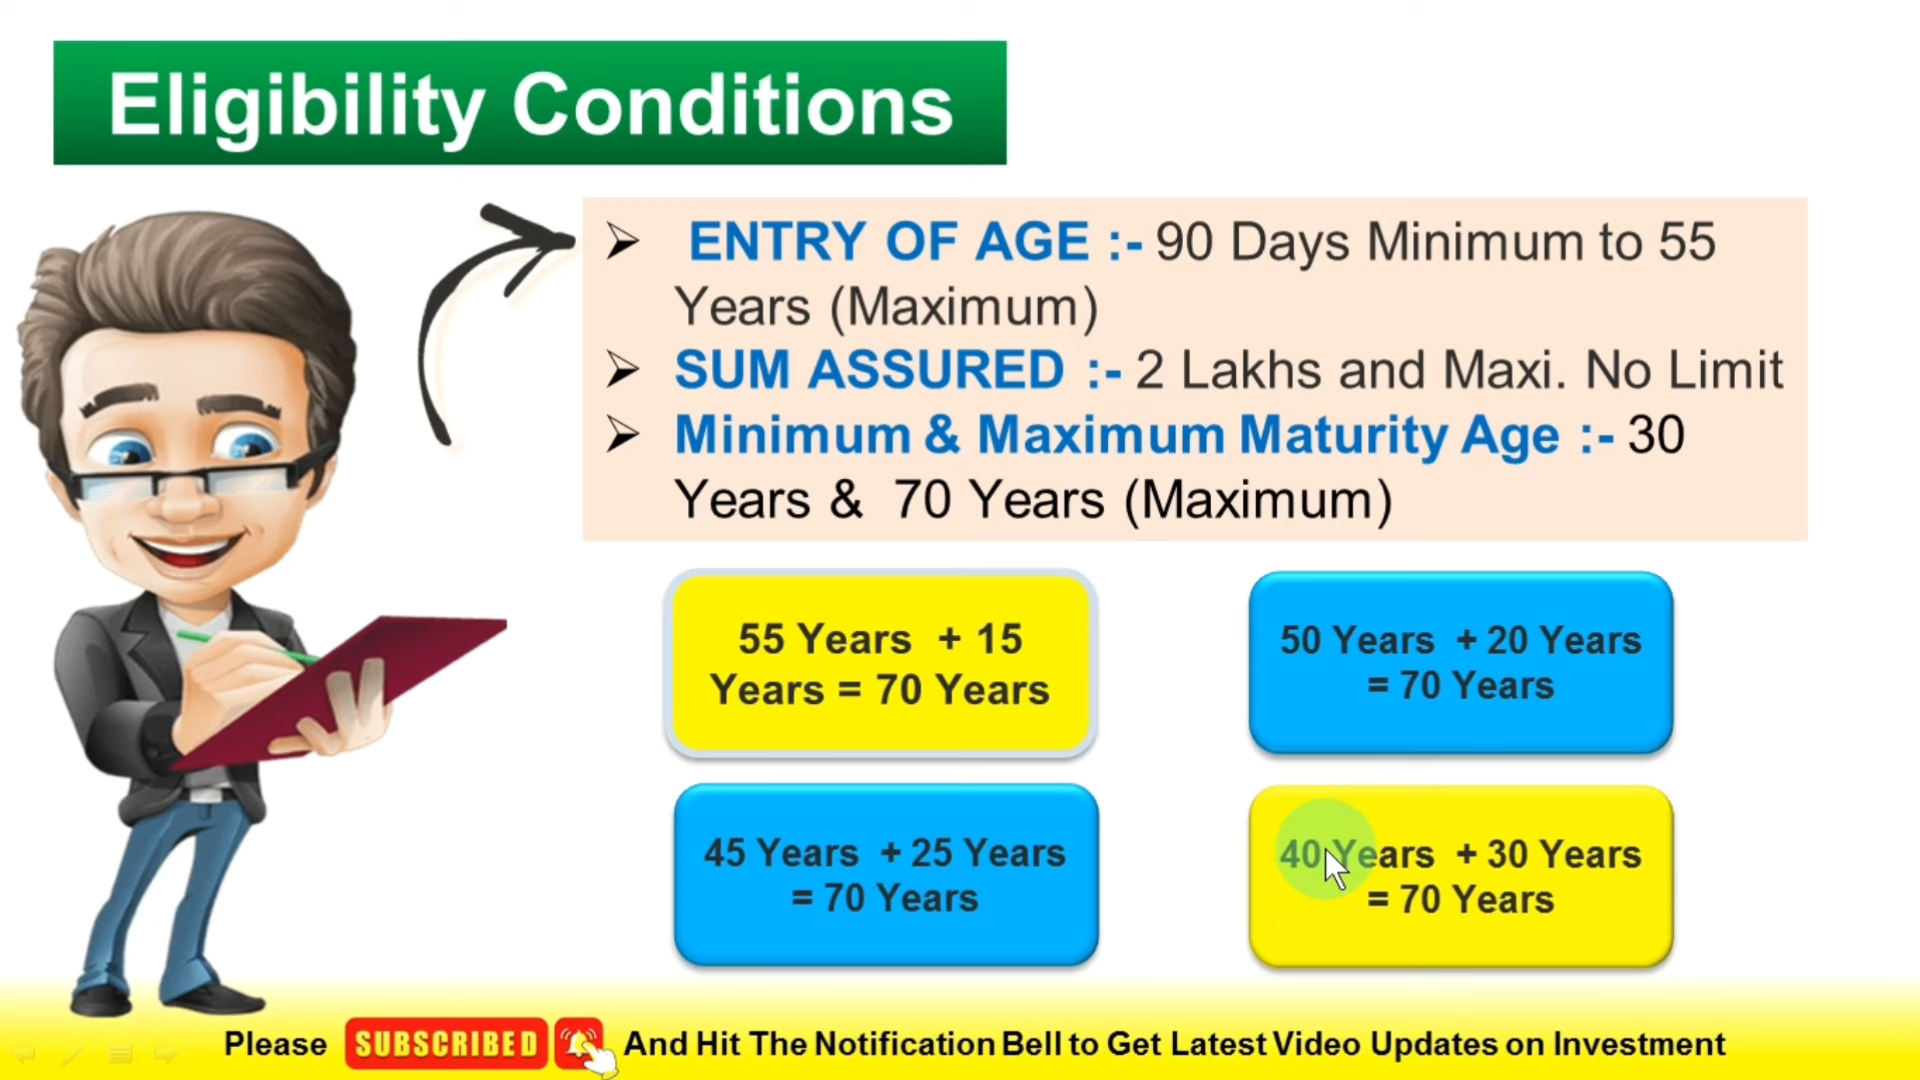 Eligibility Conditions
➢ ENTRY OF AGE :- 90 Days Minimum to 55
Years (Maximum)
➢ SUM ASSURED :- 2 Lakhs and Maxi. No Limit
➢ Minimum & Maximum Maturity Age :- 30
Years & 70 Years (Maximum)
55 Years + 15
Years = 70 Years
50 Years + 20 Years
= 70 Years
45 Years + 25 Years
= 70 Years
40 Years + 30 Years
= 70 Years
Please SUBSCRIBED And Hit The Notification Bell to Get Latest Video Updates on Investment